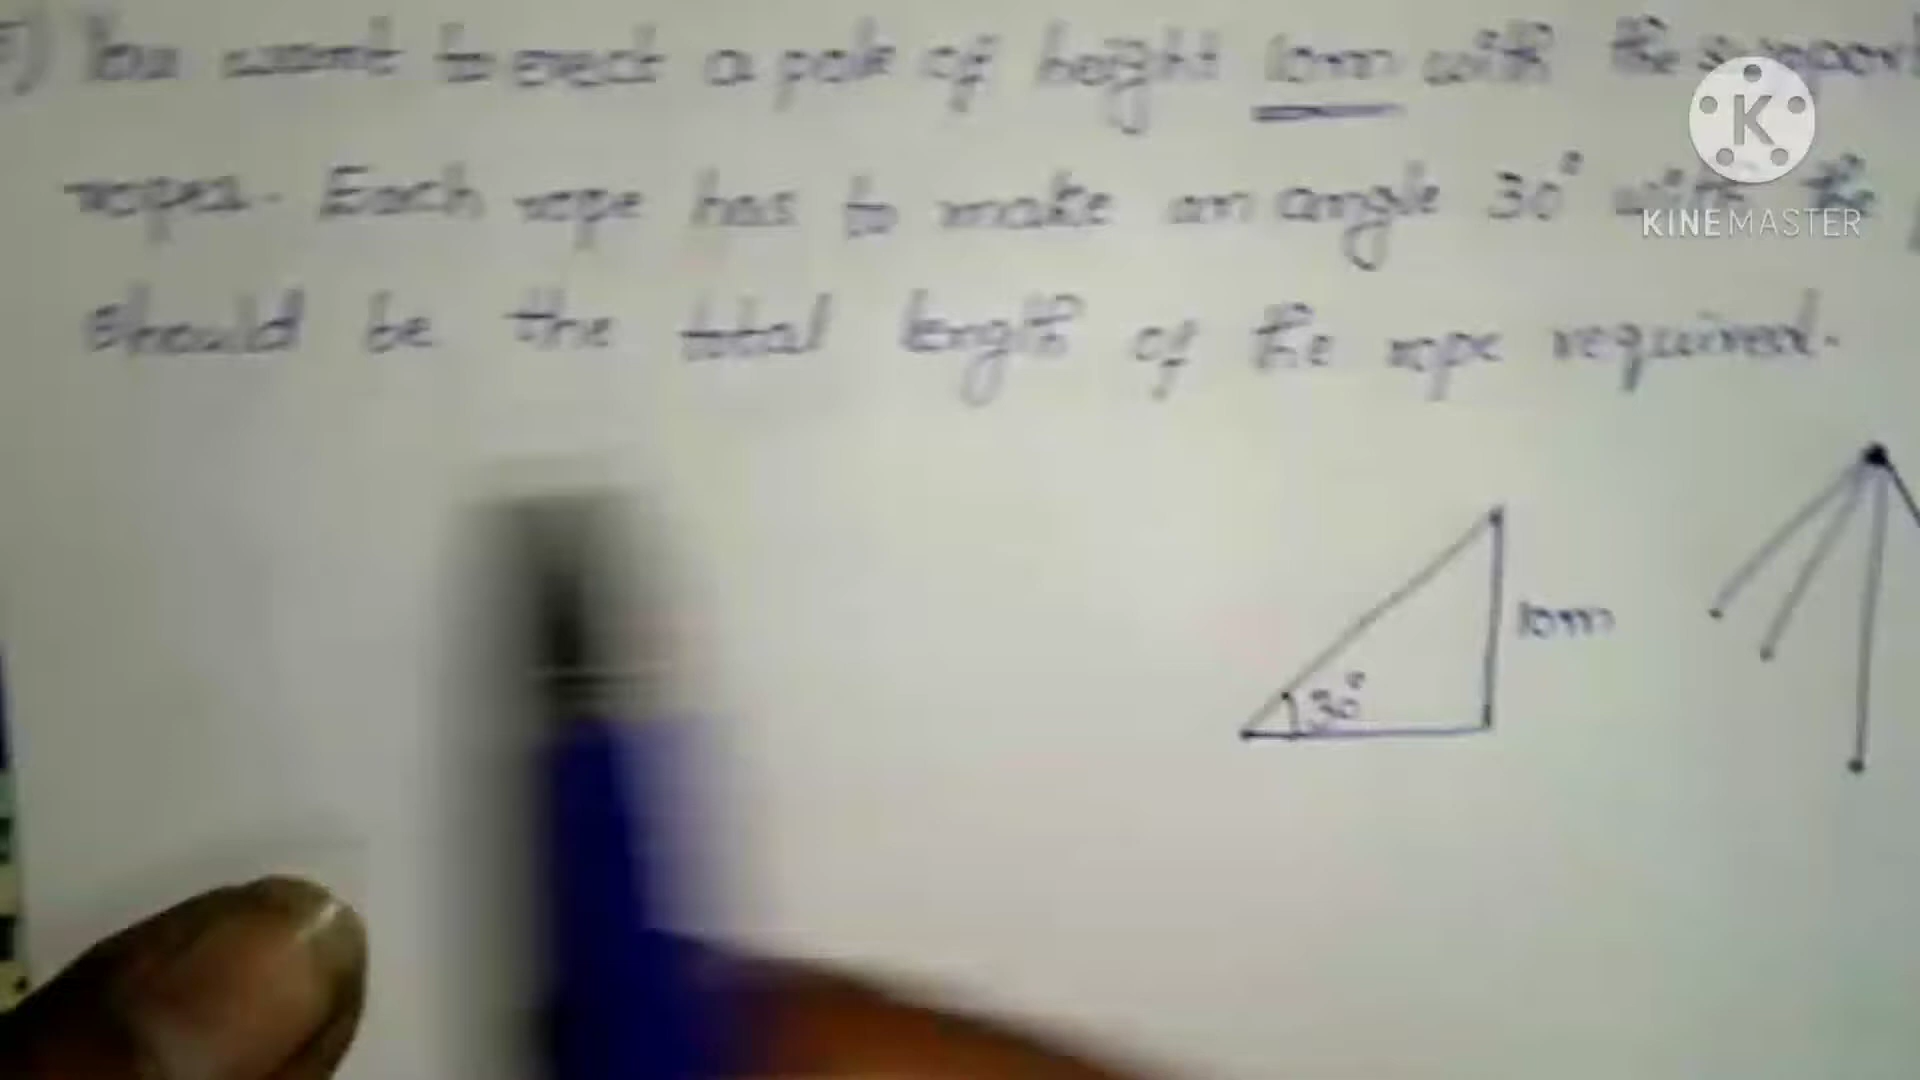 You want to erect a pole of height 10m with the support
ropes. Each rope has to make an angle 30° with the
should be the total length of the rope required.
10m
30°
K
KINEMASTER